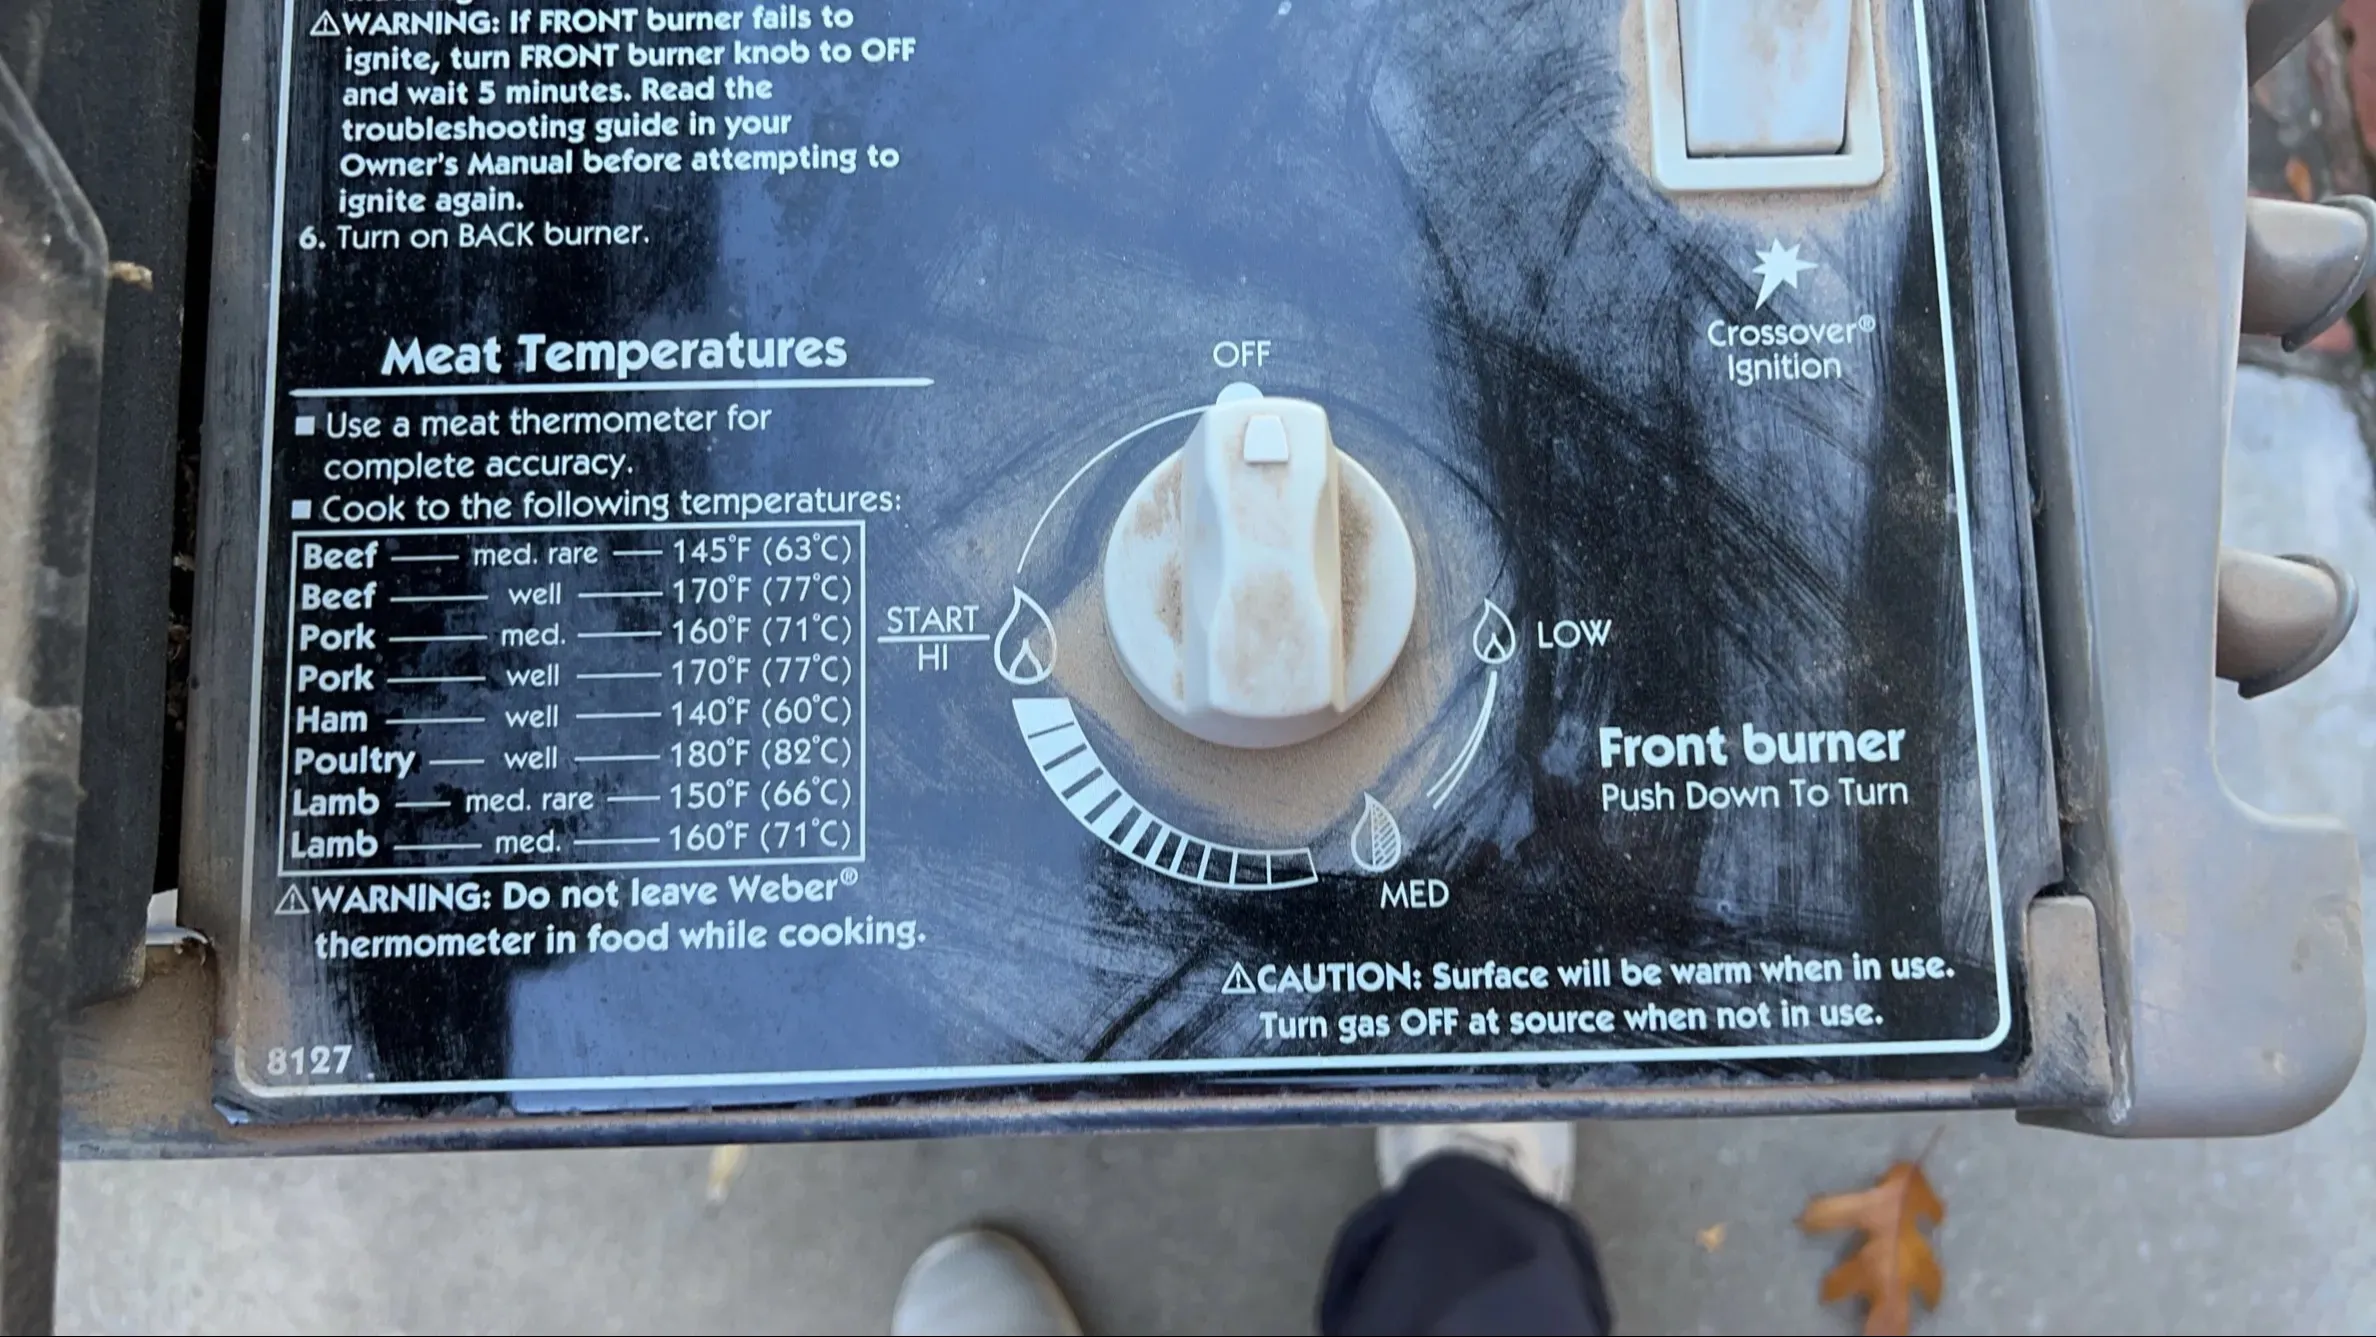 ⚠WARNING: If FRONT burner fails to
ignite, turn FRONT burner knob to OFF
and wait 5 minutes. Read the
troubleshooting guide in your
Owner's Manual before attempting to
ignite again.
6. Turn on BACK burner.
Meat Temperatures
■ Use a meat thermometer for
complete accuracy.
■ Cook to the following temperatures:
Beef — med. rare — 145°F (63°C)
Beef — well — 170°F (77°C)
Pork — med. — 160°F (71°C)
Pork — well — 170°F (77°C)
Ham — well — 140°F (60°C)
Poultry — well — 180°F (82°C)
Lamb — med. rare — 150°F (66°C)
Lamb — med. — 160°F (71°C)
⚠WARNING: Do not leave Weber®
thermometer in food while cooking.
8127
Crossover®
Ignition
OFF
START
HI
LOW
MED
Front burner
Push Down To Turn
⚠CAUTION: Surface will be warm when in use.
Turn gas OFF at source when not in use.